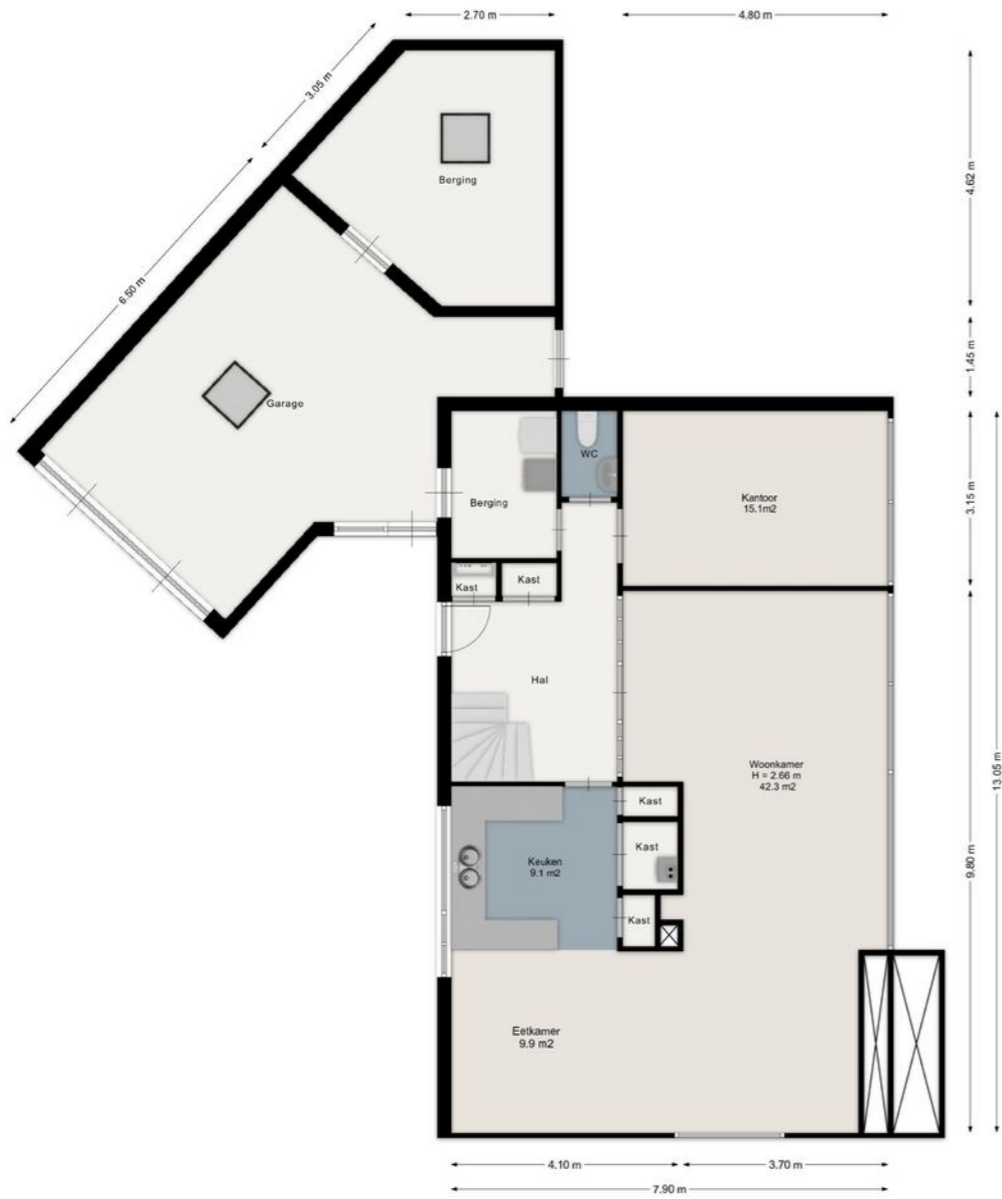 2.70 m
4.80 m
3.05 m
4.62 m
Berging
6.50 m
1.45 m
Garage
WC
Berging
Kantoor
15.1m2
3.15 m
Kast
Kast
Hal
Woonkamer
H = 2.66 m
42.3 m2
13.05 m
Kast
Keuken
9.1 m2
Kast
9.80 m
Kast
Eetkamer
9.9 m2
4.10 m
3.70 m
7.90 m